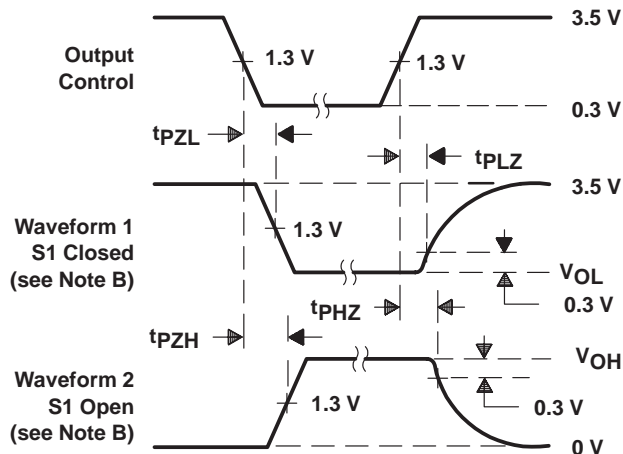 3.5 V
Output
Control
1.3 V
1.3 V
0.3 V
tPZL
tPLZ
3.5 V
Waveform 1
S1 Closed
(see Note B)
1.3 V
VOL
0.3 V
tPHZ
tPZH
VOH
Waveform 2
S1 Open
(see Note B)
1.3 V
0.3 V
0 V